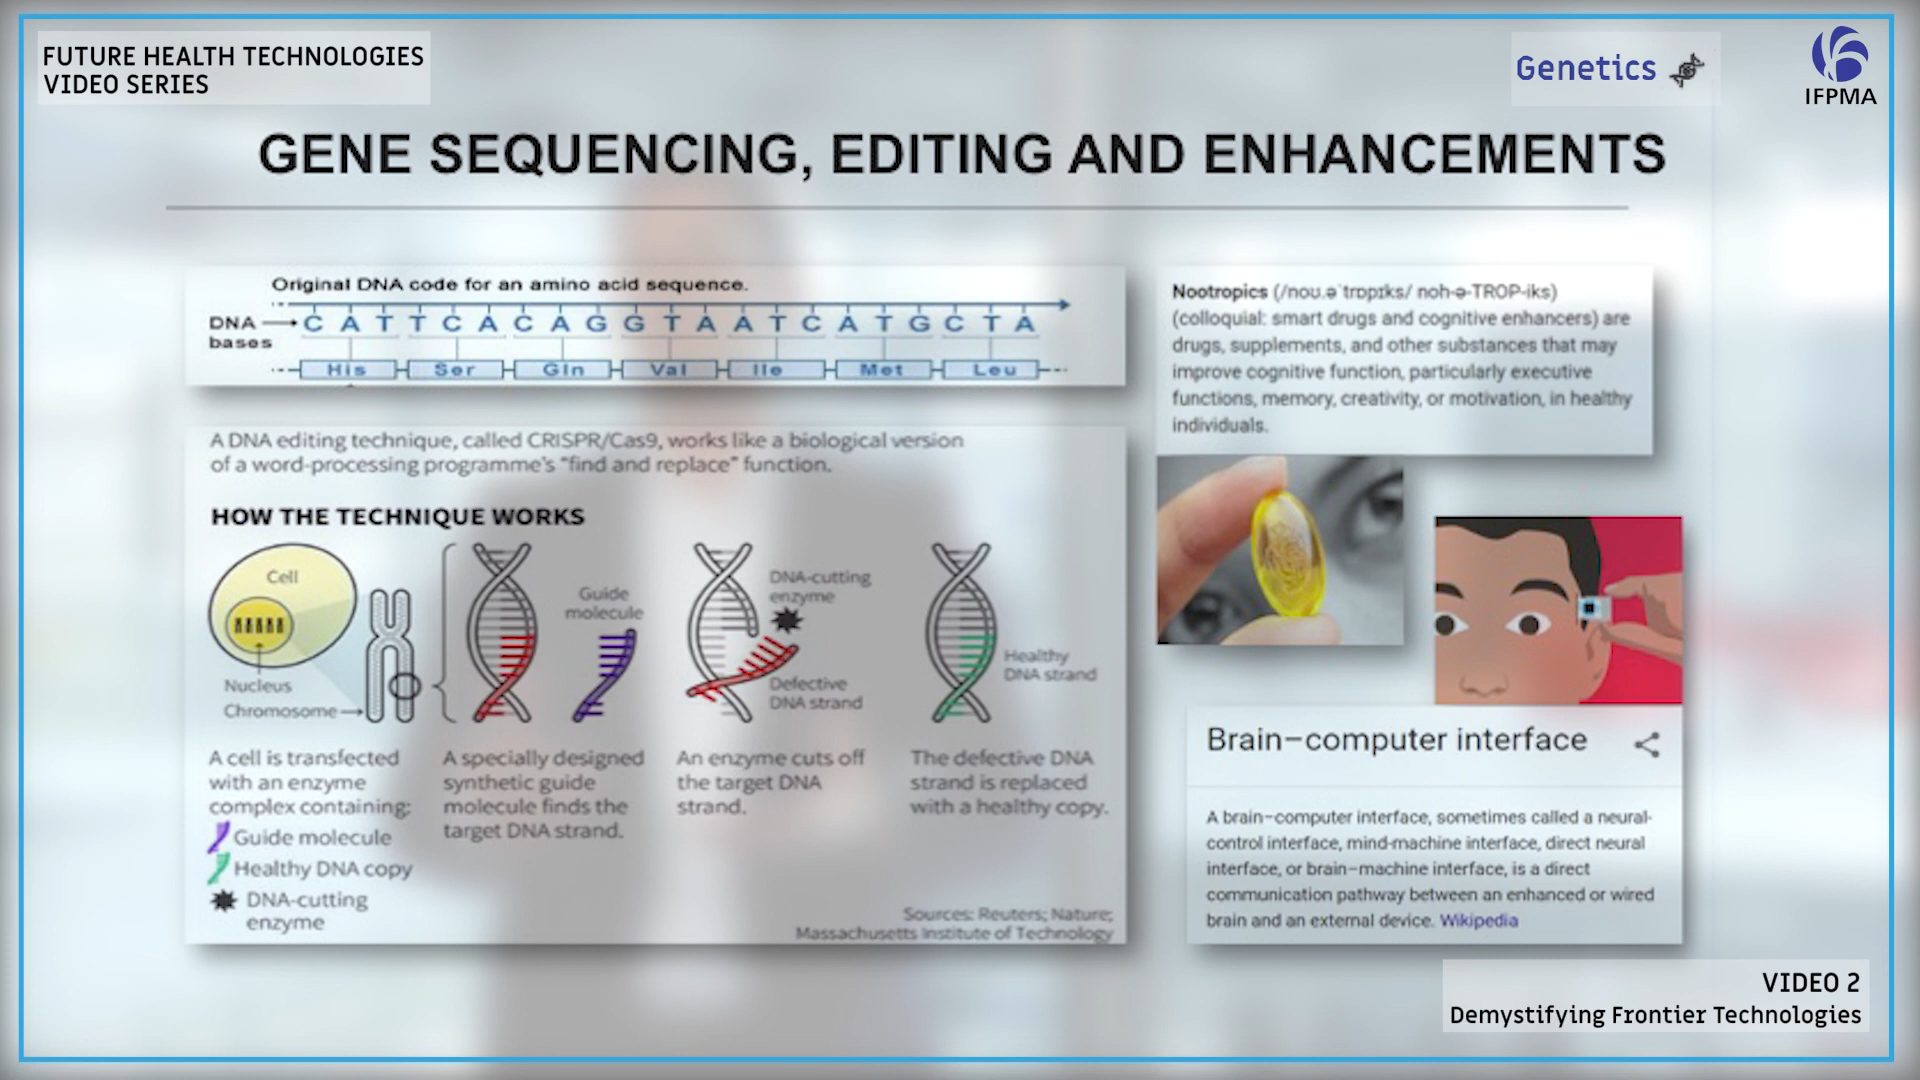 FUTURE HEALTH TECHNOLOGIES
VIDEO SERIES
Genetics
IFPMA
GENE SEQUENCING, EDITING AND ENHANCEMENTS
Original DNA code for an amino acid sequence.
DNA
bases
C A T T C A C A G G T A A T C A T G C T A
His Ser Gln Val Ile Met Leu
A DNA editing technique, called CRISPR/Cas9, works like a biological version
of a word-processing programme's "find and replace" function.
HOW THE TECHNIQUE WORKS
Cell
Nucleus
Chromosome
Guide
molecule
DNA-cutting
enzyme
Defective
DNA strand
Healthy
DNA strand
A cell is transfected
with an enzyme
complex containing:
Guide molecule
Healthy DNA copy
DNA-cutting
enzyme
A specially designed
synthetic guide
molecule finds the
target DNA strand.
An enzyme cuts off
the target DNA
strand.
The defective DNA
strand is replaced
with a healthy copy.
Sources: Reuters; Nature;
Massachusetts Institute of Technology
Nootropics (/noʊ.əˈtrɒpɪks/ noh-ə-TROP-iks)
(colloquial: smart drugs and cognitive enhancers) are
drugs, supplements, and other substances that may
improve cognitive function, particularly executive
functions, memory, creativity, or motivation, in healthy
individuals.
Brain–computer interface
A brain–computer interface, sometimes called a neural-
control interface, mind-machine interface, direct neural
interface, or brain–machine interface, is a direct
communication pathway between an enhanced or wired
brain and an external device. Wikipedia
VIDEO 2
Demystifying Frontier Technologies